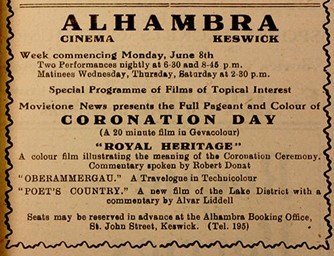 ALHAMBRA
CINEMA KESWICK
Week commencing Monday, June 8th
Two Performances nightly at 6-30 and 8-45 p.m.
Matinees Wednesday, Thursday, Saturday at 2-30 p.m.
Special Programme of Films of Topical Interest
Movietone News presents the Full Pageant and Colour of
CORONATION DAY
(A 20 minute film in Gevacolour)
"ROYAL HERITAGE"
A colour film illustrating the meaning of the Coronation Ceremony.
Commentary spoken by Robert Donat
"OBERAMMERGAU." A Travelogue in Technicolour
"POET'S COUNTRY." A new film of the Lake District with a
commentary by Alvar Liddell
Seats may be reserved in advance at the Alhambra Booking Office,
St. John Street, Keswick. (Tel. 195)